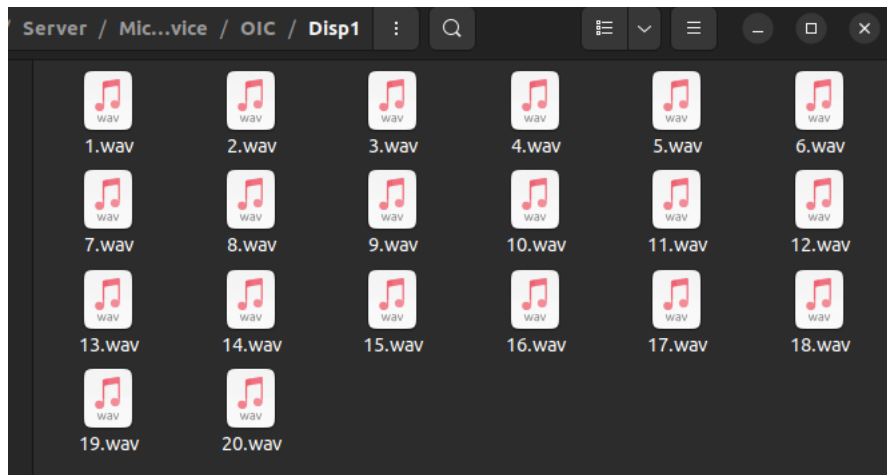 / Server / Mic...vice / OIC / Disp1
wav wav wav wav wav wav
1.wav 2.wav 3.wav 4.wav 5.wav 6.wav
wav wav wav wav wav wav
7.wav 8.wav 9.wav 10.wav 11.wav 12.wav
wav wav wav wav wav wav
13.wav 14.wav 15.wav 16.wav 17.wav 18.wav
wav wav
19.wav 20.wav